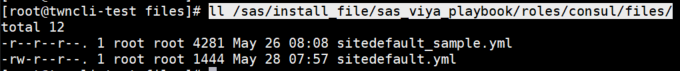 [root@twncli-test files]# ll /sas/install_file/sas_viya_playbook/roles/consul/files/
total 12
-r--r--r--. 1 root root 4281 May 26 08:08 sitedefault_sample.yml
-rw-r--r--. 1 root root 1444 May 28 07:57 sitedefault.yml